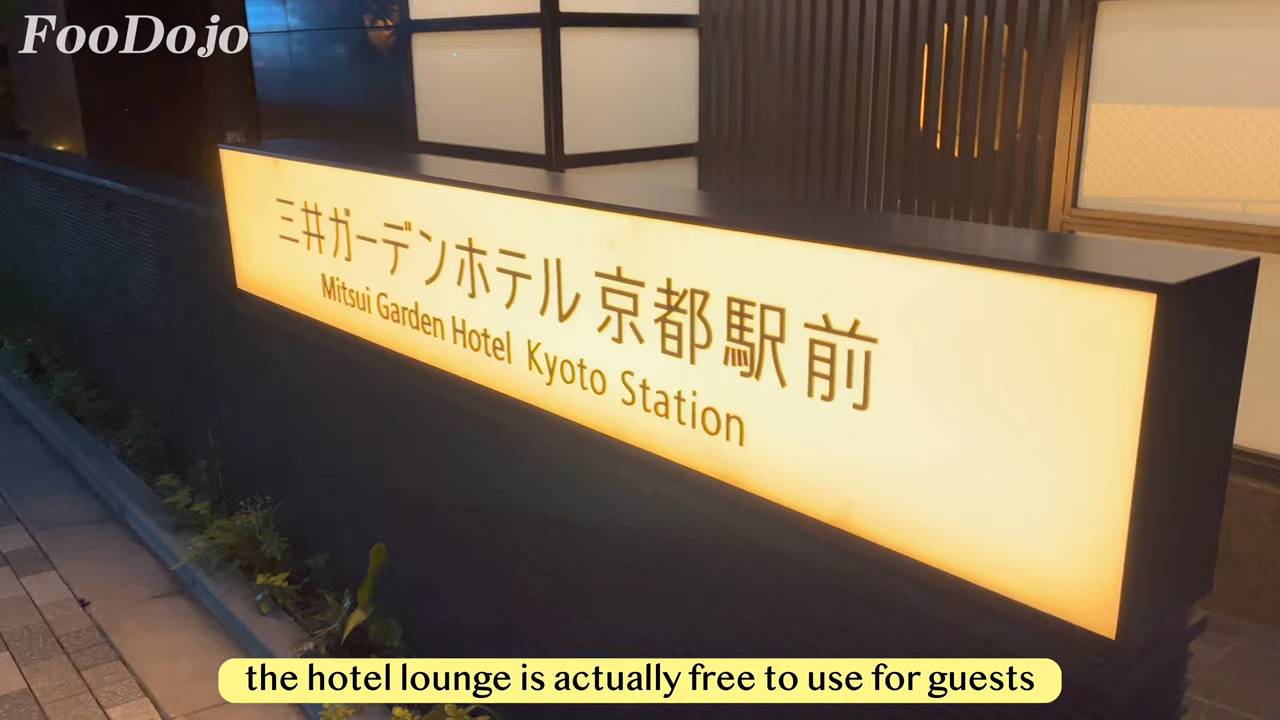 FooDojo
三井ガーデンホテル 京都駅前
Mitsui Garden Hotel Kyoto Station
the hotel lounge is actually free to use for guests